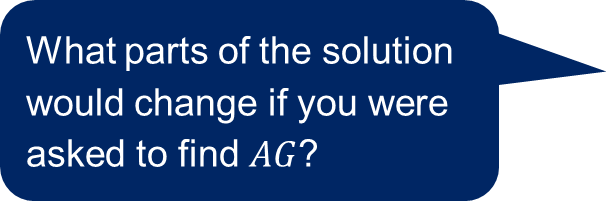 What parts of the solution
would change if you were
asked to find AG?